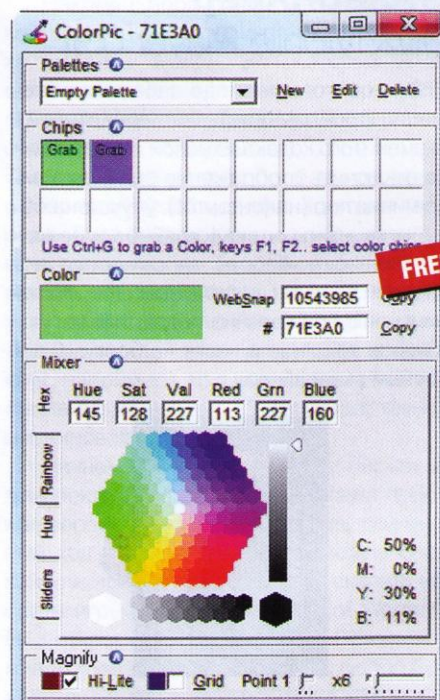 ColorPic - 71E3A0
Palettes
Empty Palette New Edit Delete
Chips
Grab Grab
Use Ctrl+G to grab a Color, keys F1, F2.. select color chips
FRE
Color
WebSnap 10543985 Copy
# 71E3A0 Copy
Mixer
Hex
Rainbow
Hue
Sliders
Hue Sat Val Red Grn Blue
145 128 227 113 227 160
C: 50%
M: 0%
Y: 30%
B: 11%
Magnify
Hi-Lite Grid Point 1 x6